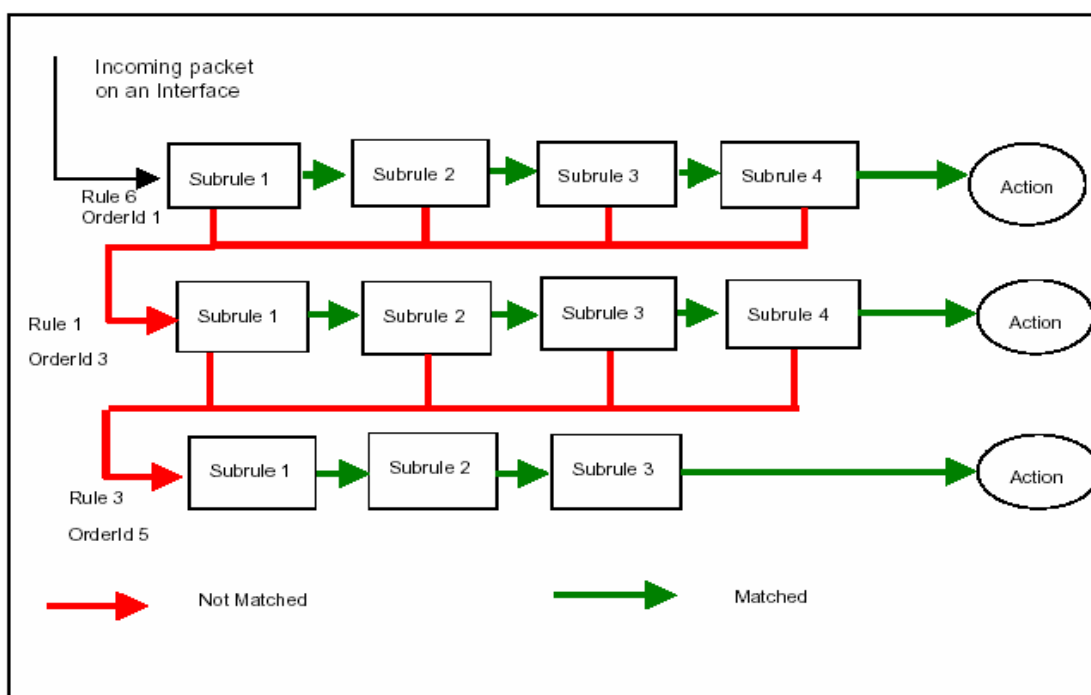 Incoming packet
on an Interface
Subrule 1
Subrule 2
Subrule 3
Subrule 4
Action
Rule 6
OrderId 1
Subrule 1
Subrule 2
Subrule 3
Subrule 4
Action
Rule 1
OrderId 3
Subrule 1
Subrule 2
Subrule 3
Action
Rule 3
OrderId 5
Not Matched
Matched